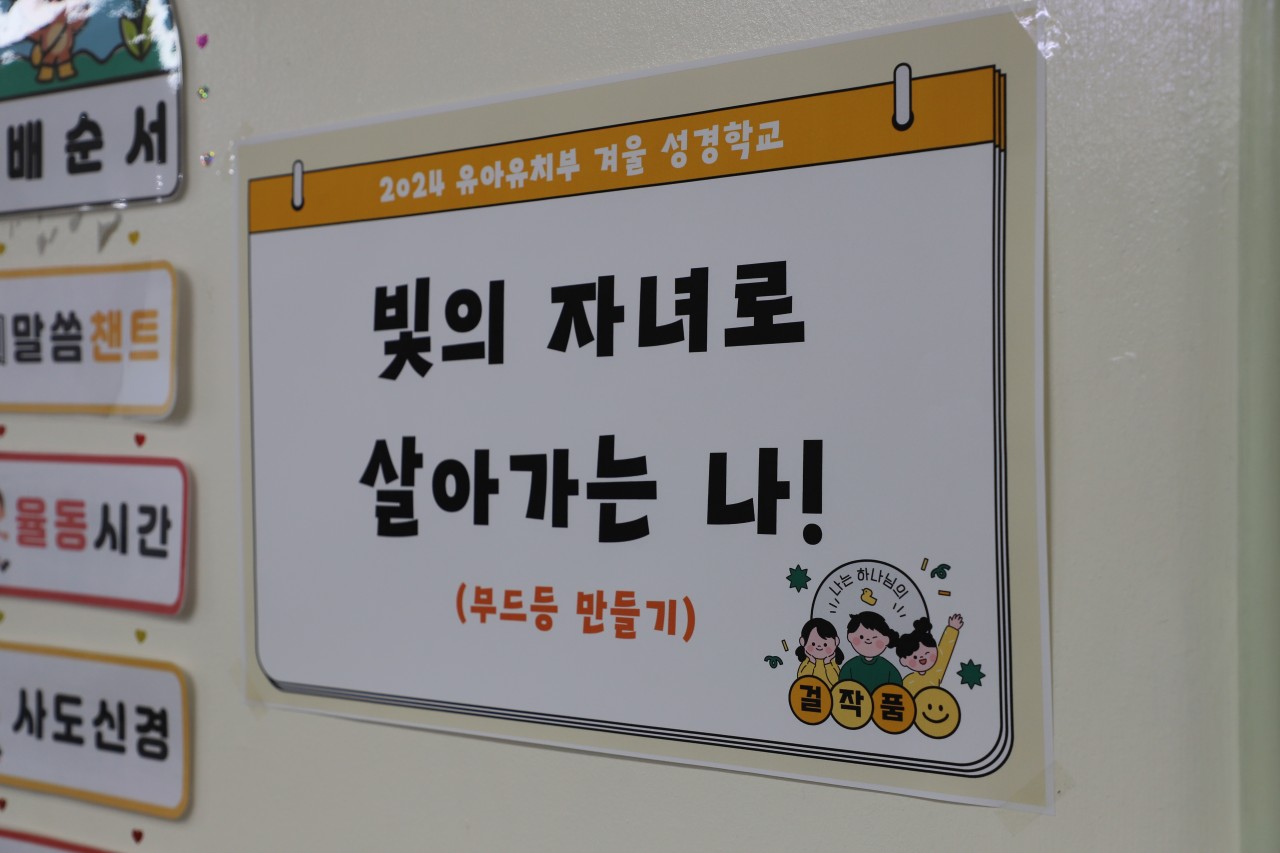 배 순 서
말씀챈트
율동시간
사도신경
2024 유아유치부 겨울 성경학교
빛의 자녀로
살아가는 나!
(무드등 만들기)
나는 하나님의
걸작품